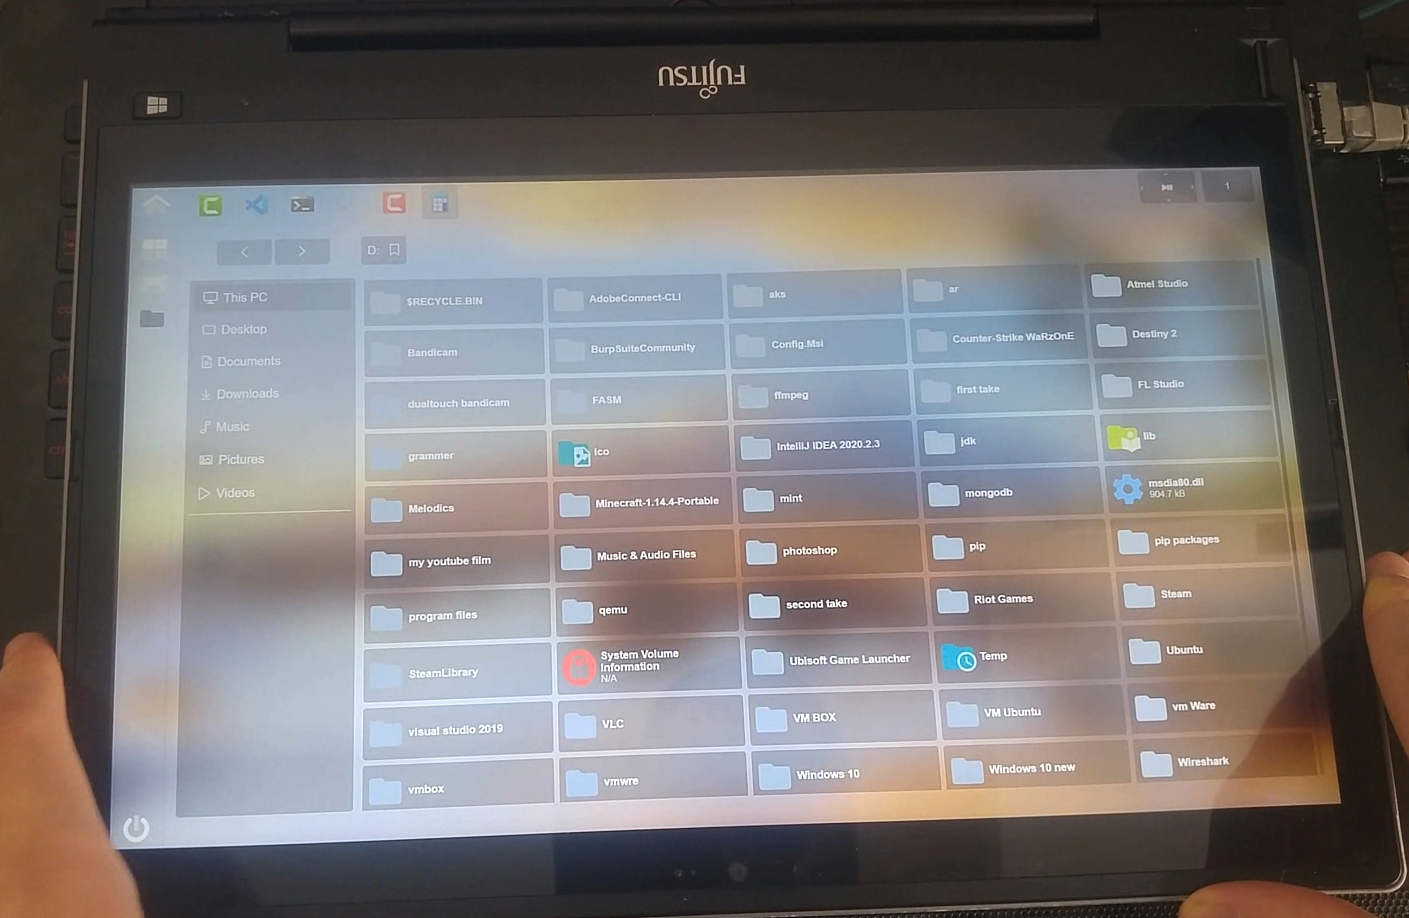 FUJITSU
1
D:
This PC
Desktop
Documents
Downloads
Music
Pictures
Videos
$RECYCLE.BIN
AdobeConnect-CLI
aks
ar
Atmel Studio
Bandicam
BurpSuiteCommunity
Config.Msi
Counter-Strike WaRzOnE
Destiny 2
dualtouch bandicam
FASM
ffmpeg
first take
FL Studio
grammer
Ico
IntelliJ IDEA 2020.2.3
jdk
lib
Melodics
Minecraft-1.14.4-Portable
mint
mongodb
msdia80.dll
904.7 kB
my youtube film
Music & Audio Files
photoshop
pip
pip packages
program files
qemu
second take
Riot Games
Steam
SteamLibrary
System Volume
Information
N/A
Ubisoft Game Launcher
Temp
Ubuntu
visual studio 2019
VLC
VM BOX
VM Ubuntu
vm Ware
vmbox
vmwre
Windows 10
Windows 10 new
Wireshark